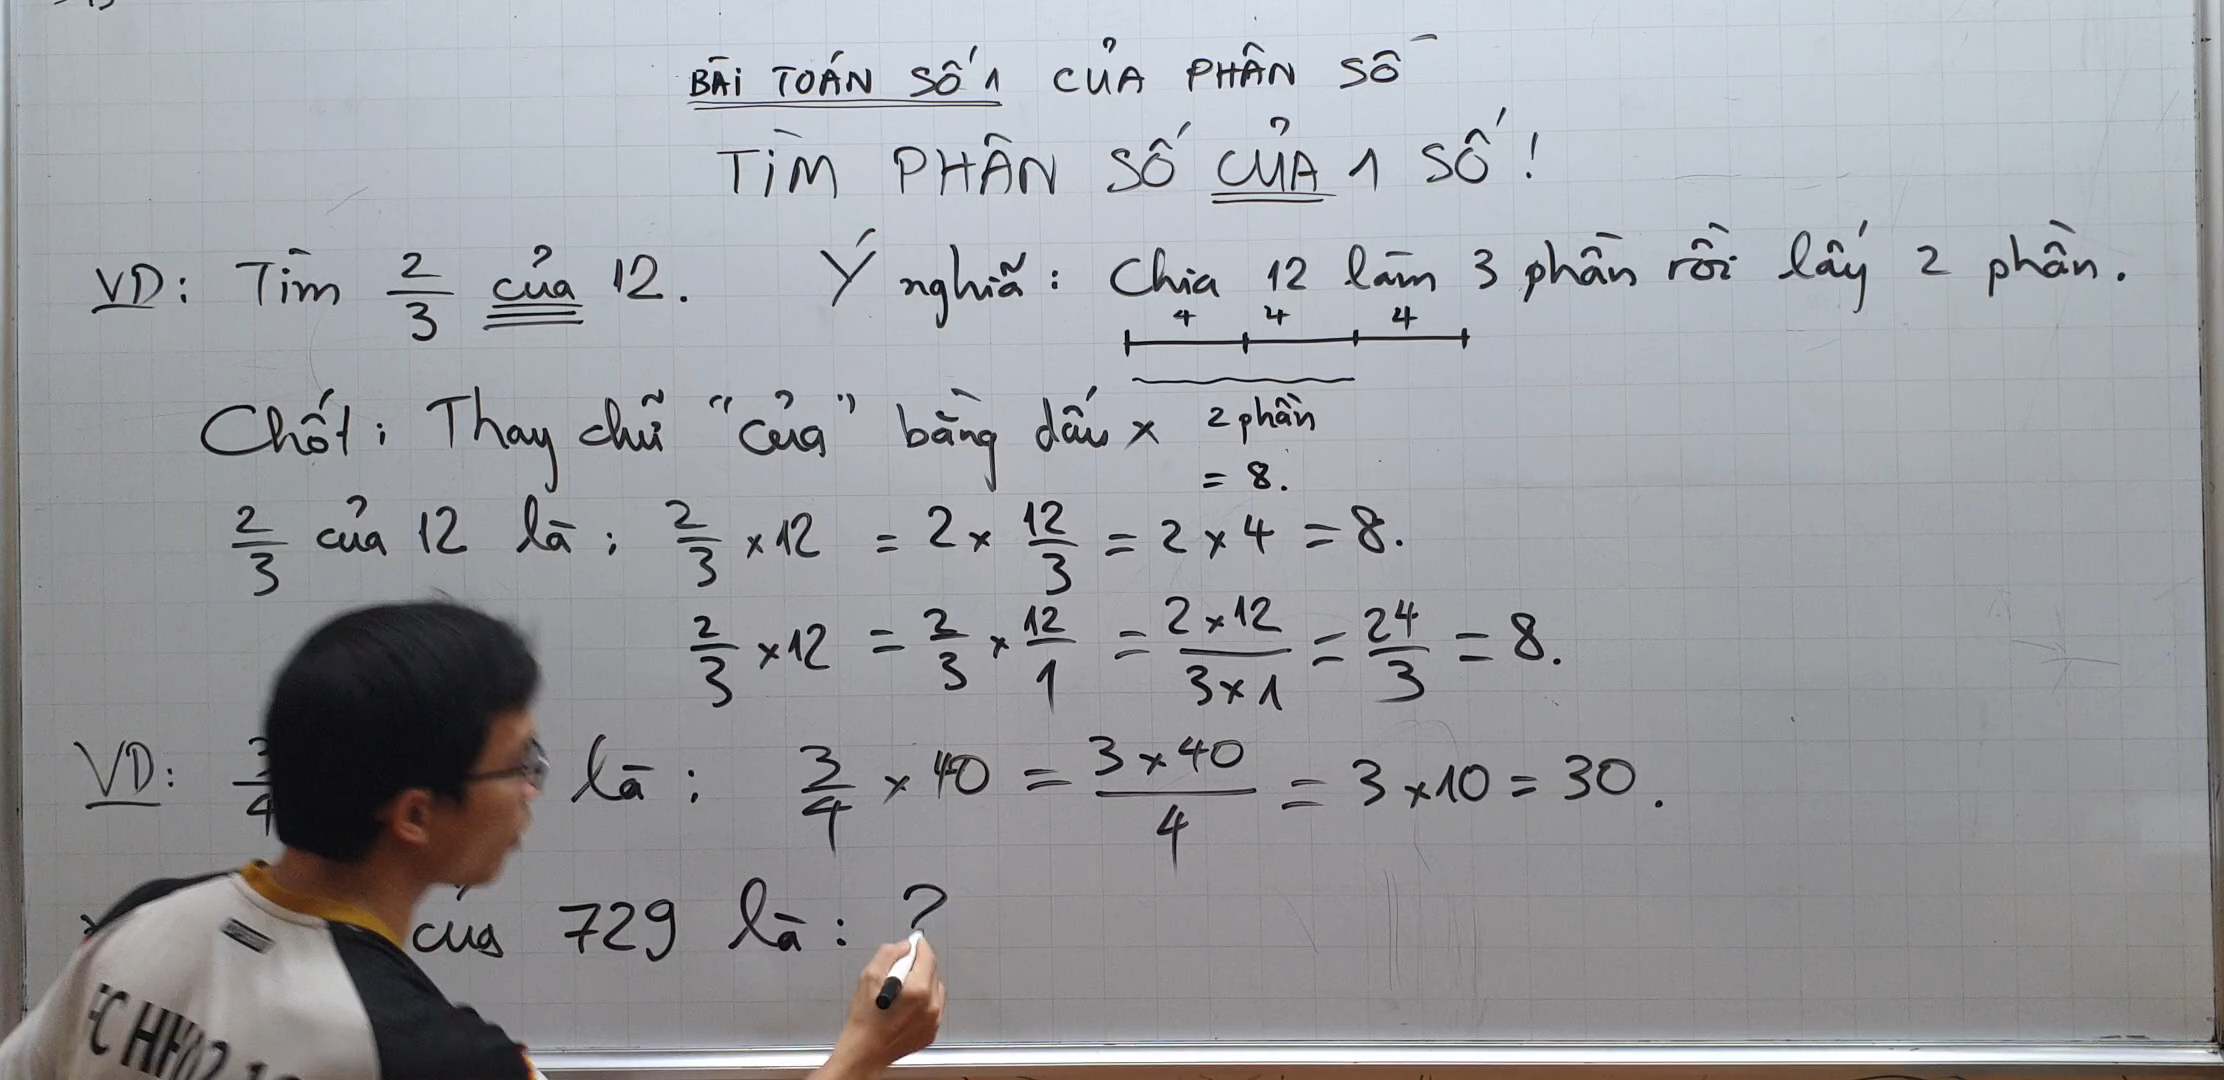 BÀI TOÁN SỐ 1 CỦA PHÂN SỐ
TÌM PHÂN SỐ CỦA 1 SỐ!
VD: Tìm 2/3 của 12. Ý nghĩa: Chia 12 làm 3 phần rồi lấy 2 phần.
4 4 4
Chốt: Thay chữ "của" bằng dấu ×
2 phần
= 8.
2/3 của 12 là: 2/3 × 12 = 2 × 12/3 = 2 × 4 = 8.
2/3 × 12 = 2/3 × 12/1 = (2 × 12)/(3 × 1) = 24/3 = 8.
VD: là: 3/4 × 40 = (3 × 40)/4 = 3 × 10 = 30.
của 729 là: ?